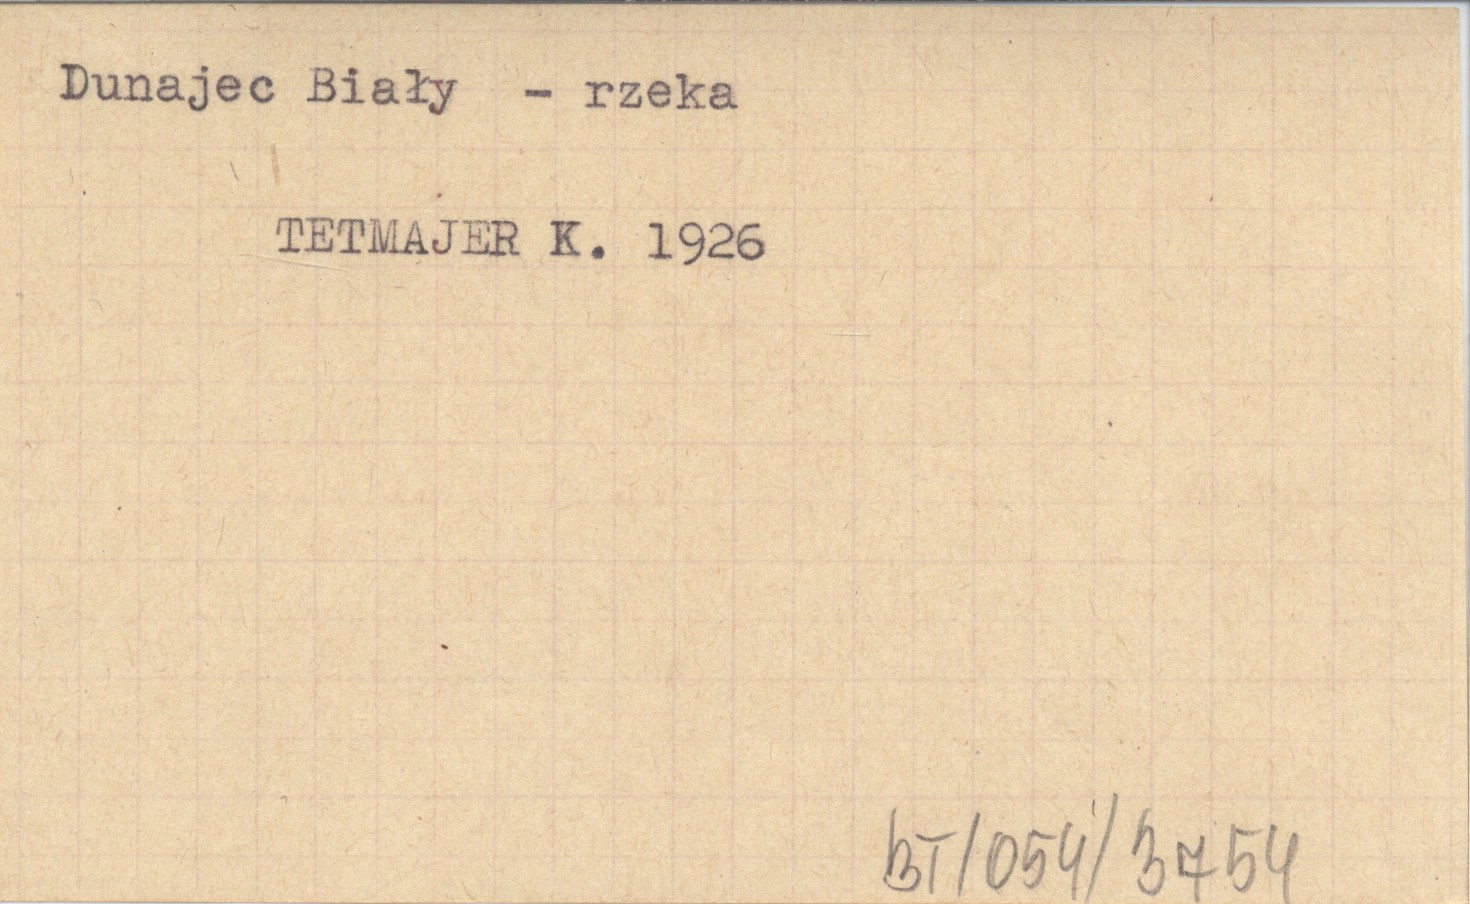 Dunajec Biały - rzeka
TETMAJER K. 1926
BT/054/3754